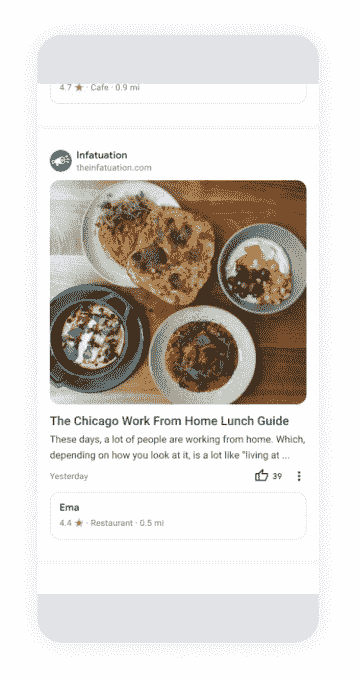 4.7 ★ · Cafe · 0.9 mi
Infatuation
theinfatuation.com
The Chicago Work From Home Lunch Guide
These days, a lot of people are working from home. Which,
depending on how you look at it, is a lot like "living at ...
Yesterday
39
Ema
4.4 ★ · Restaurant · 0.5 mi